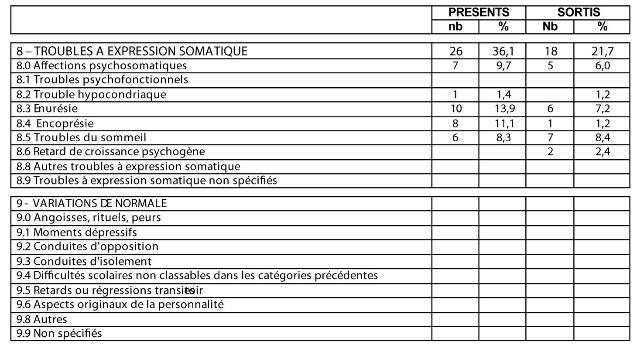 PRESENTS SORTIS
nb % Nb %
8 – TROUBLES A EXPRESSION SOMATIQUE 26 36,1 18 21,7
8.0 Affections psychosomatiques 7 9,7 5 6,0
8.1 Troubles psychofonctionnels
8.2 Trouble hypocondriaque 1 1,4 1,2
8.3 Enurésie 10 13,9 6 7,2
8.4 Encoprésie 8 11,1 1 1,2
8.5 Troubles du sommeil 6 8,3 7 8,4
8.6 Retard de croissance psychogène 2 2,4
8.8 Autres troubles à expression somatique
8.9 Troubles à expression somatique non spécifiés
9 - VARIATIONS DE NORMALE
9.0 Angoisses, rituels, peurs
9.1 Moments dépressifs
9.2 Conduites d'opposition
9.3 Conduites d'isolement
9.4 Difficultés scolaires non classables dans les catégories précédentes
9.5 Retards ou régressions transitoir
9.6 Aspects originaux de la personnalité
9.8 Autres
9.9 Non spécifiés